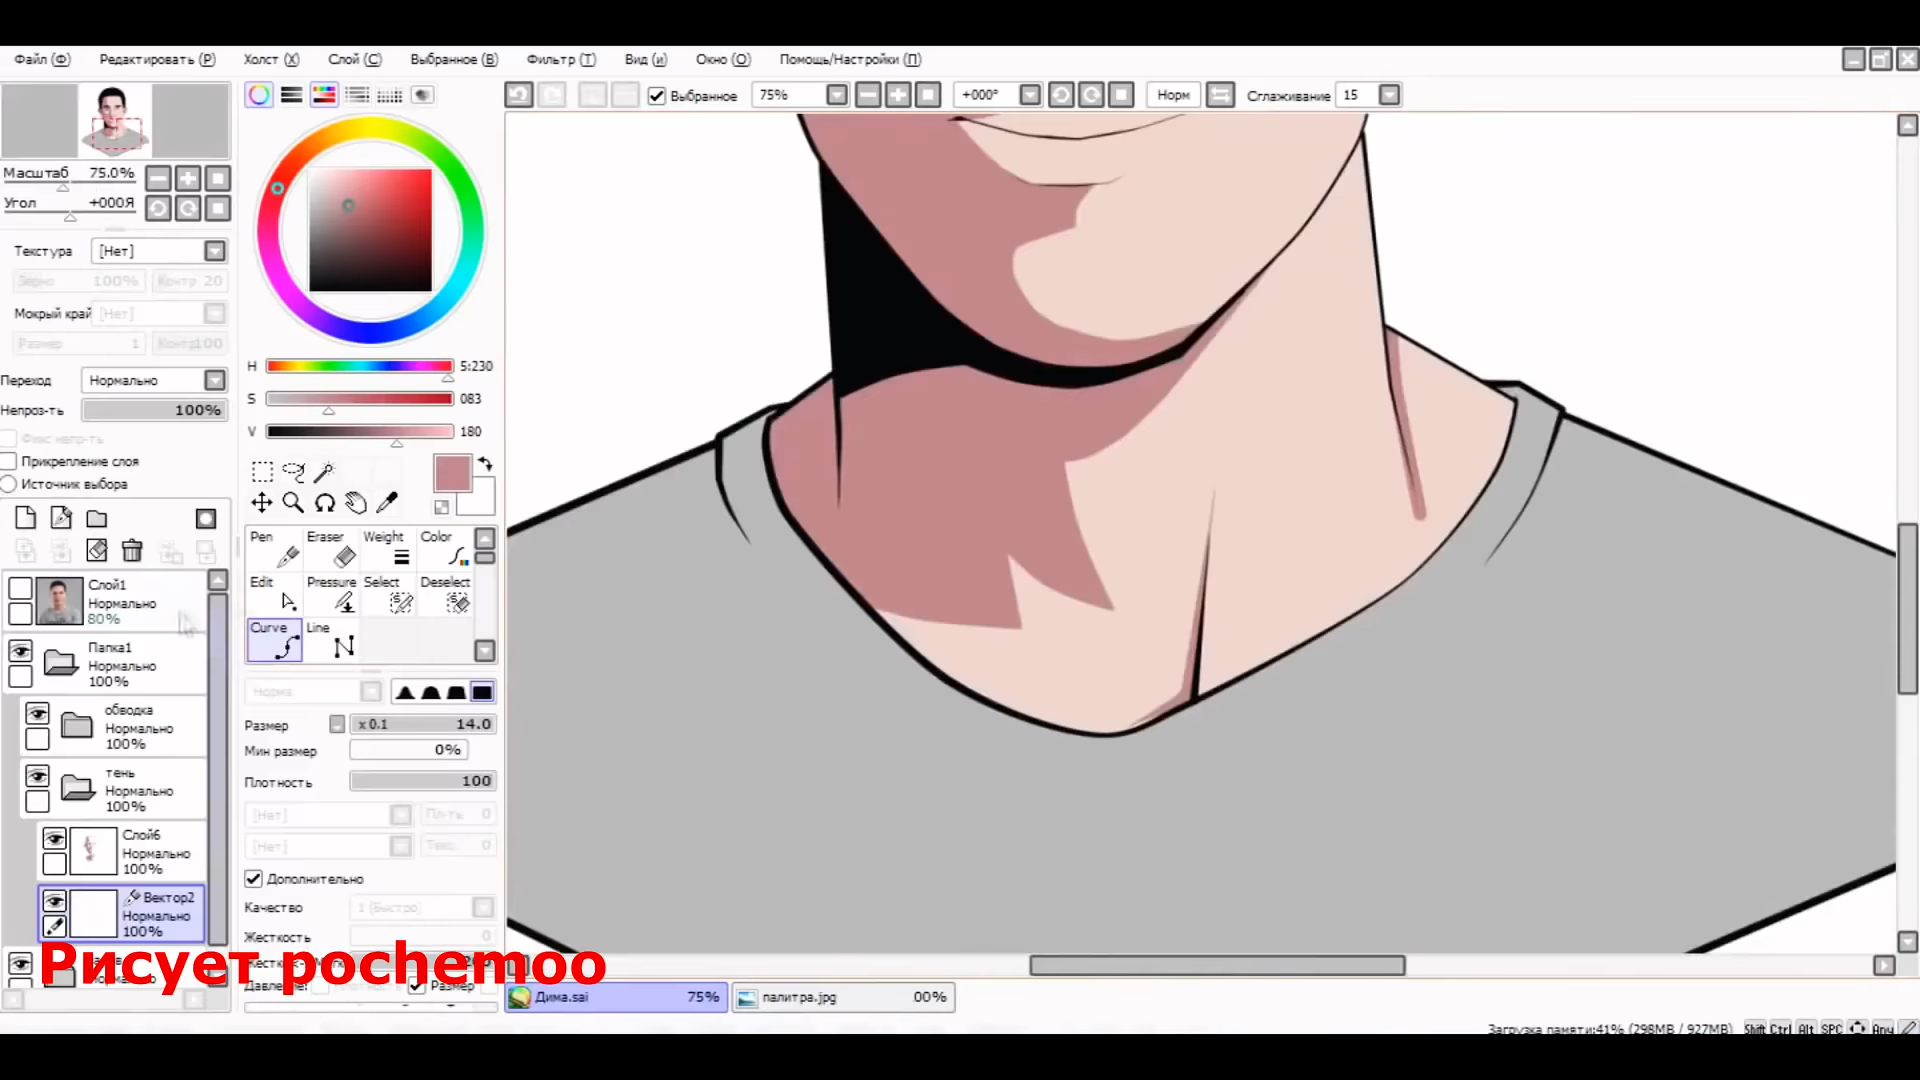 Файл (Ф) Редактировать (Р) Холст (Х) Слой (С) Выбранное (В) Фильтр (Т) Вид (и) Окно (О) Помощь/Настройки (П)
Выбранное 75% +000° Норм Сглаживание 15
Масштаб 75.0%
Угол +000Я
Текстура [Нет]
Зерно 100% Контр 20
Мокрый край [Нет]
Размер 1 Контр100
Переход Нормально
Непроз-ть 100%
Фикс непр-ть
Прикрепление слоя
Источник выбора
H 5:230
S 083
V 180
Pen Eraser Weight Color
Edit Pressure Select Deselect
Curve Line
Норма
Размер x 0.1 14.0
Мин размер 0%
Плотность 100
[Нет] Пл-ть 0
[Нет] Текс. 0
Дополнительно
Качество 1 (Быстро)
Жесткость 0
Размер
Слой1
Нормально
80%
Папка1
Нормально
100%
обводка
Нормально
100%
тень
Нормально
100%
Слой6
Нормально
100%
Вектор2
Нормально
100%
Рисует pochemoo
Дима.sai 75% палитра.jpg 00%
Загрузка памяти:41% (298MB / 927MB) Shift Ctrl Alt SPC Any